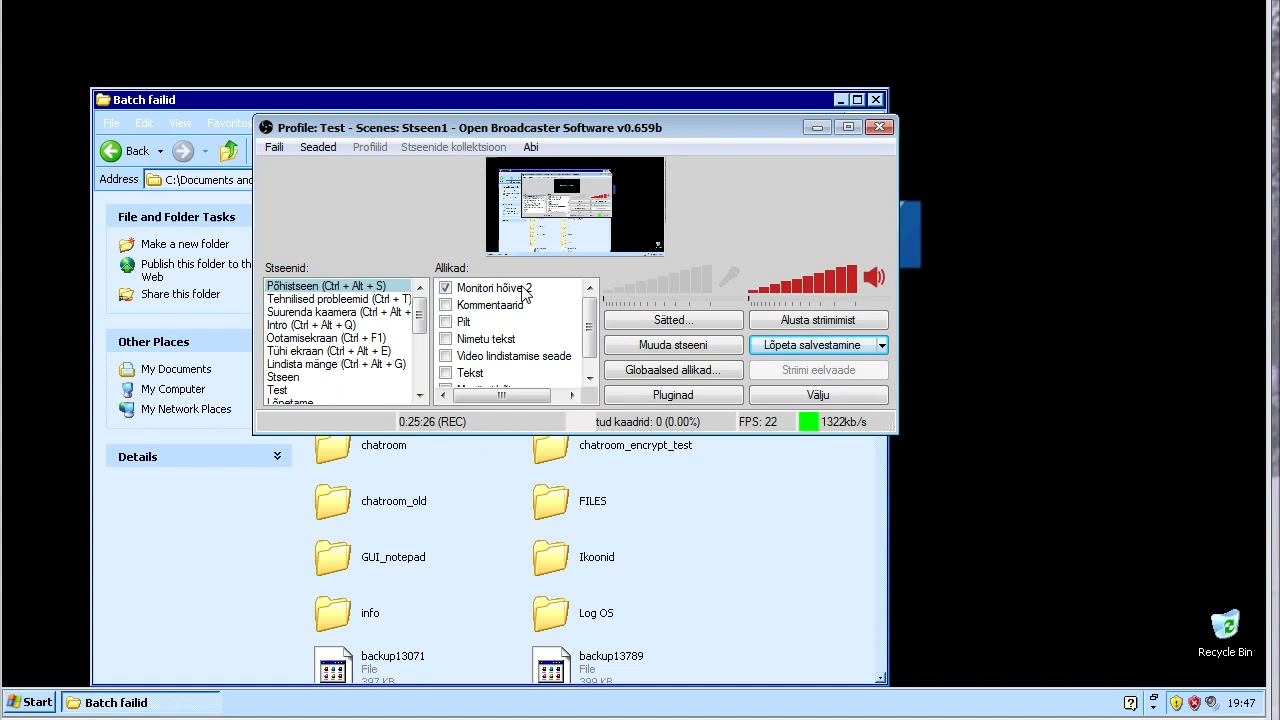 Batch failid
File Edit View Favorites
Profile: Test - Scenes: Stseen1 - Open Broadcaster Software v0.659b
Faili Seaded Profiilid Stseenide kollektsioon Abi
Back
Address C:\Documents and
File and Folder Tasks
Make a new folder
Publish this folder to the
Web
Share this folder
Other Places
My Documents
My Computer
My Network Places
Details
Stseenid:
Põhistseen (Ctrl + Alt + S)
Tehnilised probleemid (Ctrl + T)
Suurenda kaamera (Ctrl + Alt +
Intro (Ctrl + Alt + Q)
Ootamisekraan (Ctrl + F1)
Tühi ekraan (Ctrl + Alt + E)
Lindista mänge (Ctrl + Alt + G)
Stseen
Test
Lõpetame
Allikad:
Monitori hõive 2
Kommentaarid
Pilt
Nimetu tekst
Video lindistamise seade
Tekst
Sätted... Alusta striimimist
Muuda stseeni Lõpeta salvestamine
Globaalsed allikad... Striimi eelvaade
Pluginad Välju
0:25:26 (REC) tud kaadrid: 0 (0.00%) FPS: 22 1322kb/s
chatroom chatroom_encrypt_test
chatroom_old FILES
GUI_notepad Ikoonid
info Log OS
backup13071 backup13789
File File
397 KB 399 KB
Recycle Bin
Start Batch failid 19:47